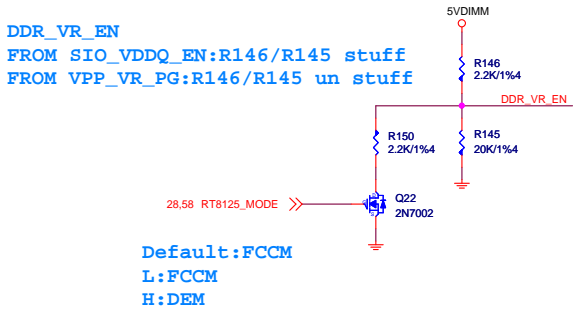 5VDIMM
DDR_VR_EN
FROM SIO_VDDQ_EN:R146/R145 stuff
FROM VPP_VR_PG:R146/R145 un stuff
R146
2.2K/1%4
DDR_VR_EN
R150
2.2K/1%4
R145
20K/1%4
28,58 RT8125_MODE
Q22
2N7002
Default:FCCM
L:FCCM
H:DEM